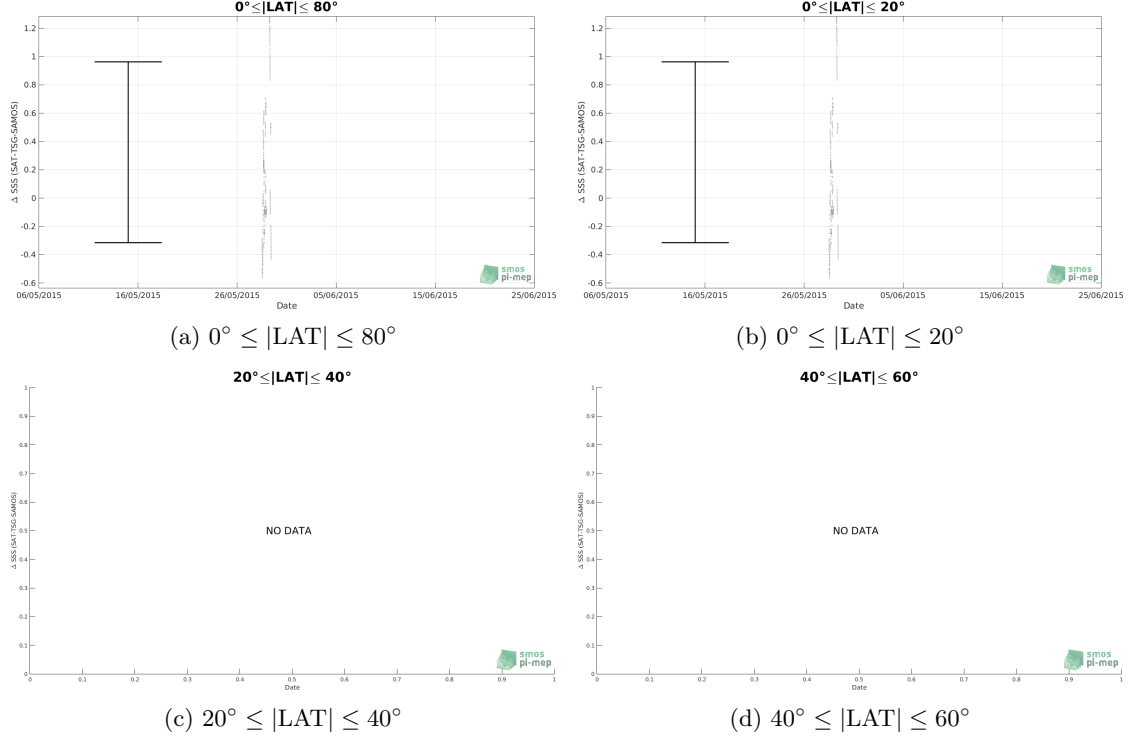 0°≤|LAT|≤ 80°
Δ SSS (SAT-TSG-SAMOS)
1.2
1
0.8
0.6
0.4
0.2
0
-0.2
-0.4
-0.6
06/05/2015 16/05/2015 26/05/2015 05/06/2015 15/06/2015 25/06/2015
Date
smos
pi-mep
(a) 0° ≤ |LAT| ≤ 80°
0°≤|LAT|≤ 20°
Δ SSS (SAT-TSG-SAMOS)
1.2
1
0.8
0.6
0.4
0.2
0
-0.2
-0.4
-0.6
06/05/2015 16/05/2015 26/05/2015 05/06/2015 15/06/2015 25/06/2015
Date
smos
pi-mep
(b) 0° ≤ |LAT| ≤ 20°
20°≤|LAT|≤ 40°
Δ SSS (SAT-TSG-SAMOS)
1
0.9
0.8
0.7
0.6
0.5
0.4
0.3
0.2
0.1
0
NO DATA
0 0.1 0.2 0.3 0.4 0.5 0.6 0.7 0.8 0.9 1
Date
smos
pi-mep
(c) 20° ≤ |LAT| ≤ 40°
40°≤|LAT|≤ 60°
Δ SSS (SAT-TSG-SAMOS)
1
0.9
0.8
0.7
0.6
0.5
0.4
0.3
0.2
0.1
0
NO DATA
0 0.1 0.2 0.3 0.4 0.5 0.6 0.7 0.8 0.9 1
Date
smos
pi-mep
(d) 40° ≤ |LAT| ≤ 60°